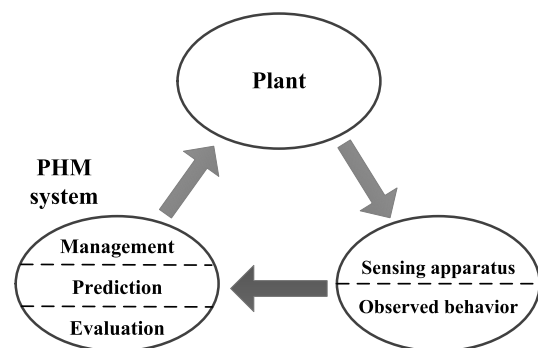 Plant
PHM
system
Management
Prediction
Evaluation
Sensing apparatus
Observed behavior